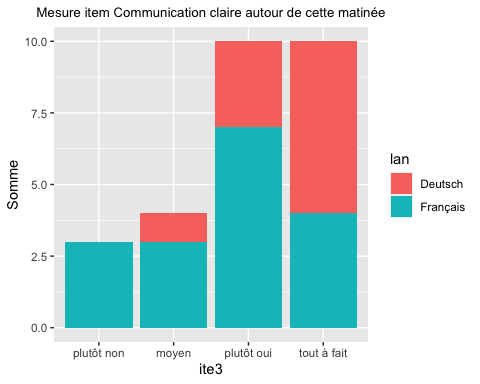 Mesure item Communication claire autour de cette matinée
10.0
7.5
5.0
2.5
0.0
Somme
plutôt non moyen plutôt oui tout à fait
ite3
lan
Deutsch
Français